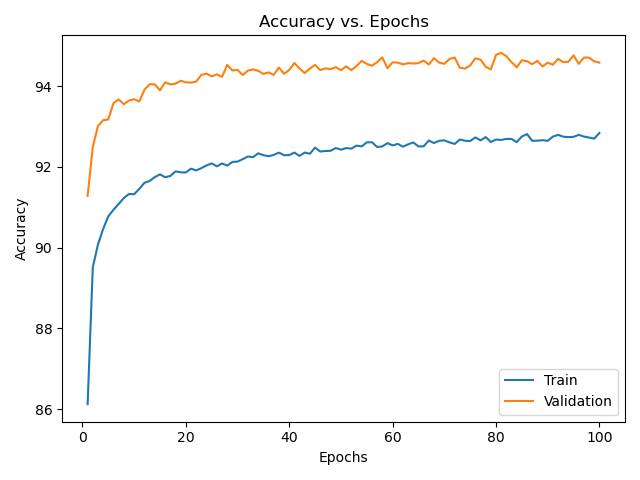 Accuracy vs. Epochs
Accuracy
94
92
90
88
86
0 20 40 60 80 100
Epochs
Train
Validation